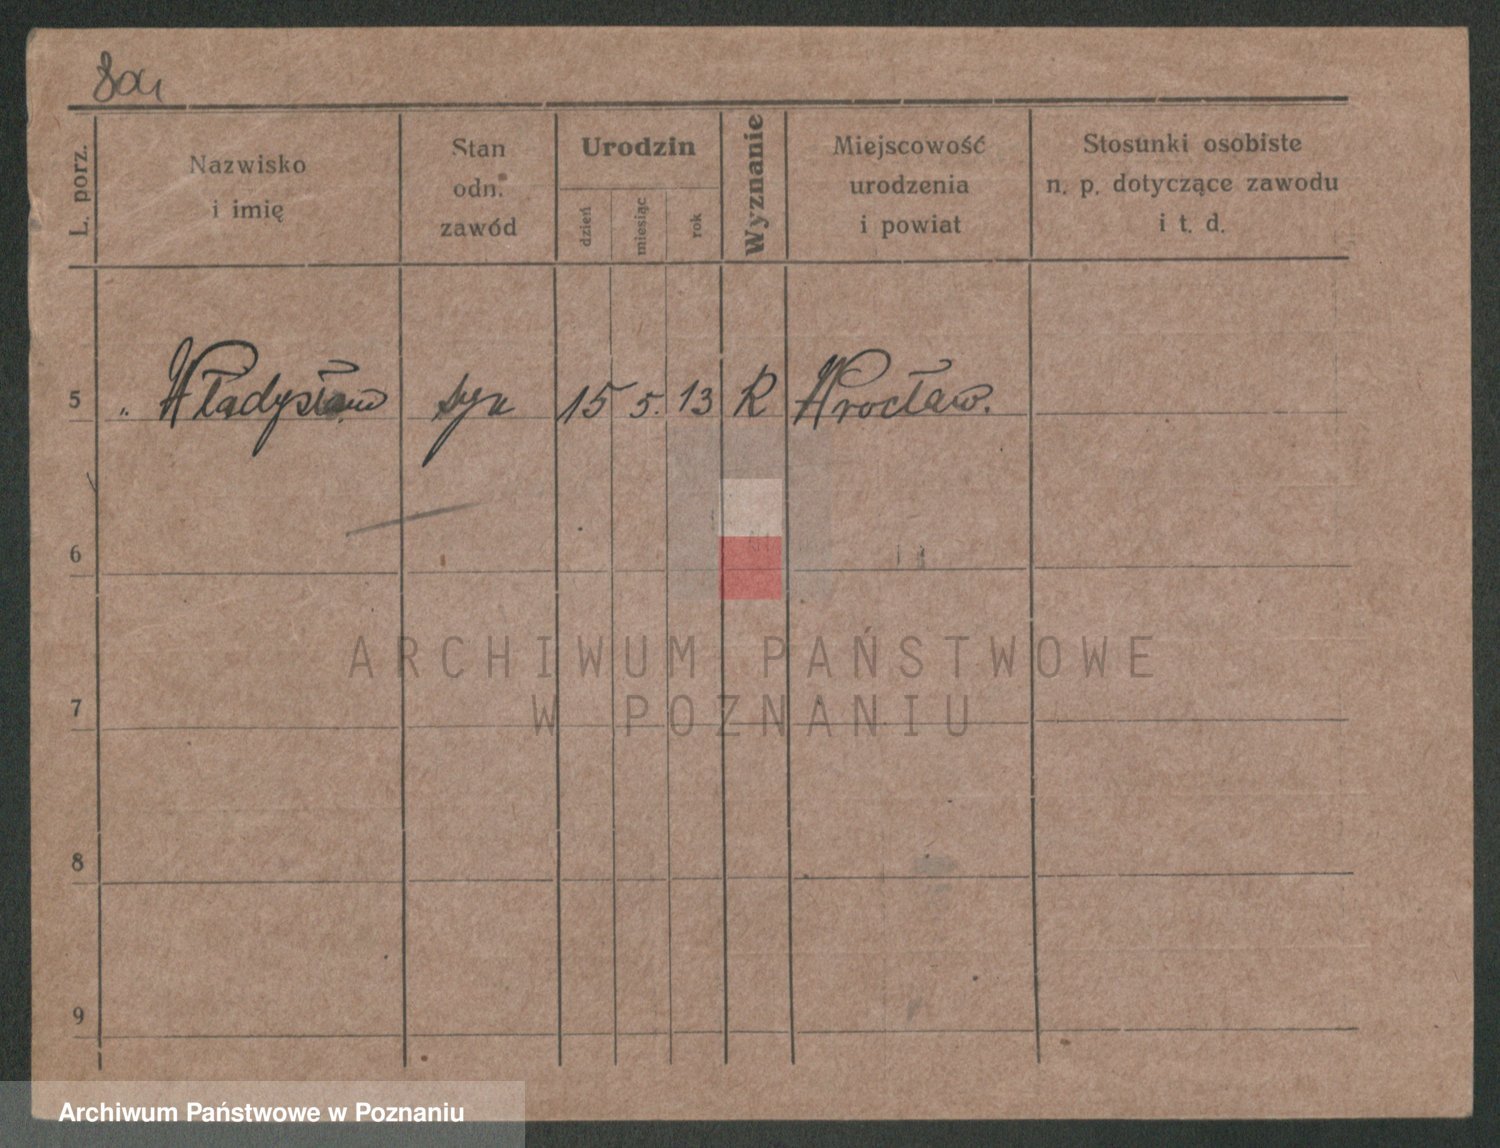 L. porz.
Nazwisko
i imię
Stan
odn.
zawód
Urodzin
dzień
miesiąc
rok
Wyznanie
Miejscowość
urodzenia
i powiat
Stosunki osobiste
n. p. dotyczące zawodu
i t. d.
5 „ Władysław syn 15 5. 13 R Wrocław.
6
7
8
9
ARCHIWUM PAŃSTWOWE
W POZNANIU
Archiwum Państwowe w Poznaniu